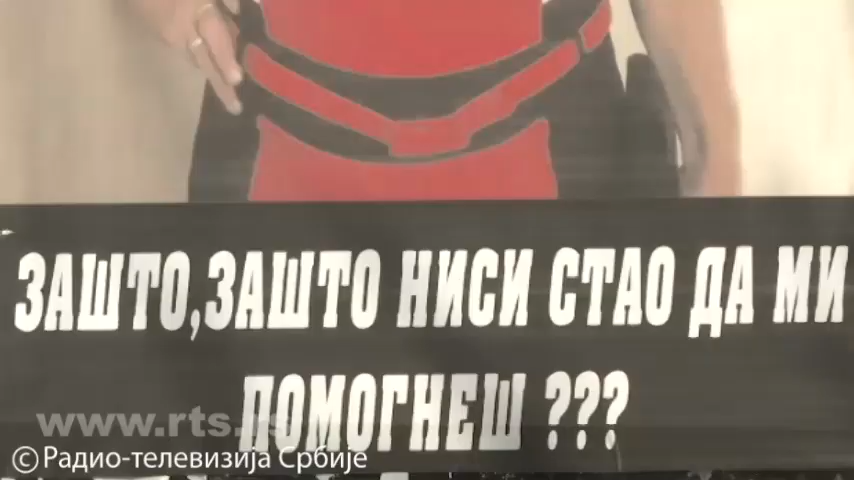 ЗАШТО,ЗАШТО НИСИ СТАО ДА МИ
ПОМОГНЕШ ???
www.rts.rs
©Радио-телевизија Србије